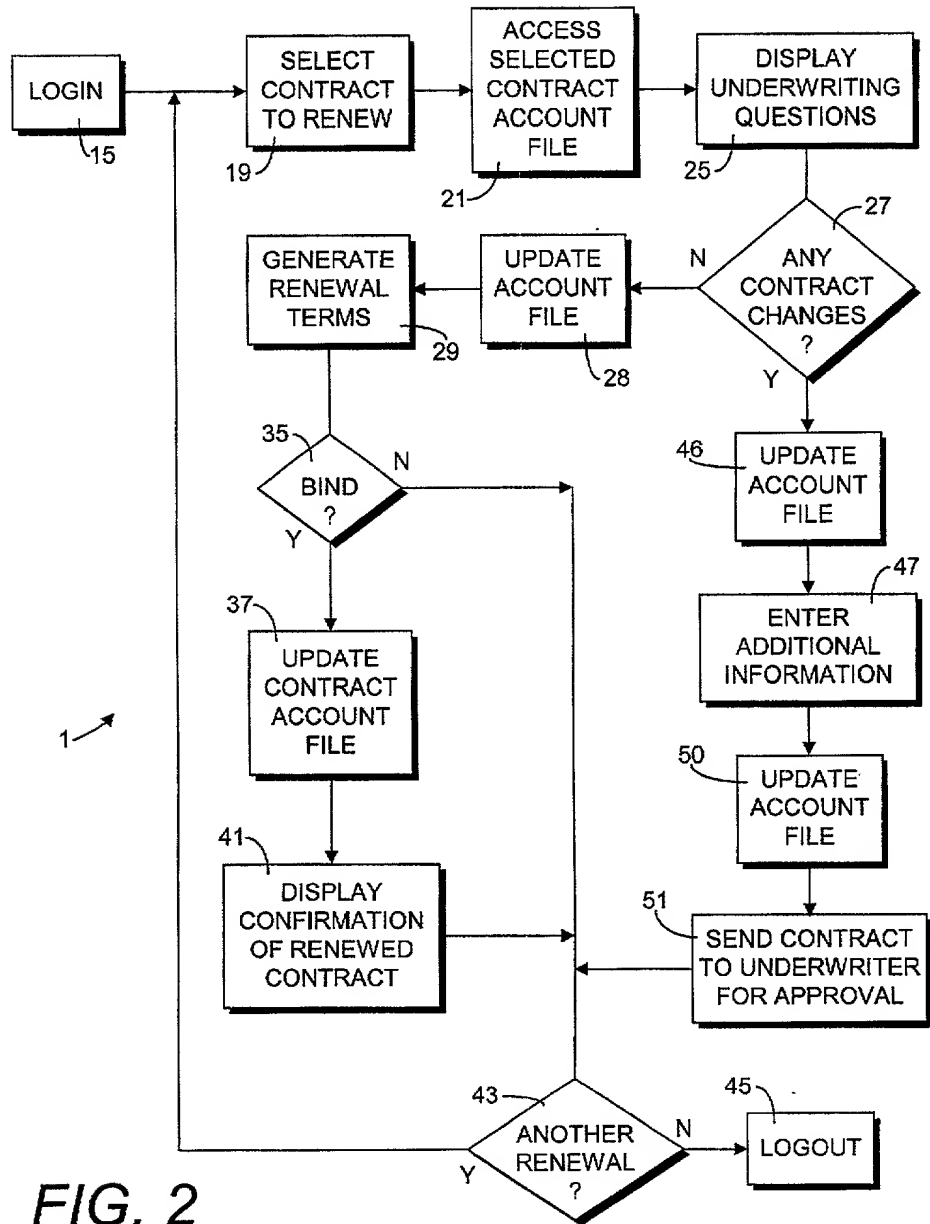 LOGIN
15
SELECT
CONTRACT
TO RENEW
19
ACCESS
SELECTED
CONTRACT
ACCOUNT
FILE
21
DISPLAY
UNDERWRITING
QUESTIONS
25
27
ANY
CONTRACT
CHANGES
?
N
Y
UPDATE
ACCOUNT
FILE
28
GENERATE
RENEWAL
TERMS
29
35
BIND
?
N
Y
46
UPDATE
ACCOUNT
FILE
47
ENTER
ADDITIONAL
INFORMATION
37
UPDATE
CONTRACT
ACCOUNT
FILE
1
50
UPDATE
ACCOUNT
FILE
41
DISPLAY
CONFIRMATION
OF RENEWED
CONTRACT
51
SEND CONTRACT
TO UNDERWRITER
FOR APPROVAL
43
ANOTHER
RENEWAL
?
Y
N
45
LOGOUT
FIG. 2